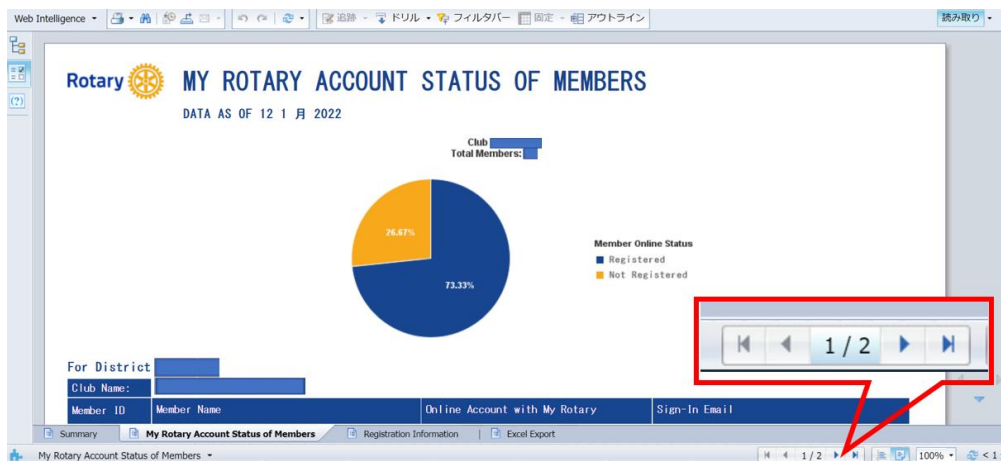 Web Intelligence
追跡 ドリル フィルタバー 固定 アウトライン
読み取り
Rotary
MY ROTARY ACCOUNT STATUS OF MEMBERS
DATA AS OF 12 1 月 2022
Club
Total Members:
26.67%
73.33%
Member Online Status
Registered
Not Registered
1 / 2
For District
Club Name:
Member ID Member Name Online Account with My Rotary Sign-In Email
Summary My Rotary Account Status of Members Registration Information Excel Export
My Rotary Account Status of Members 1 / 2 100% < 1